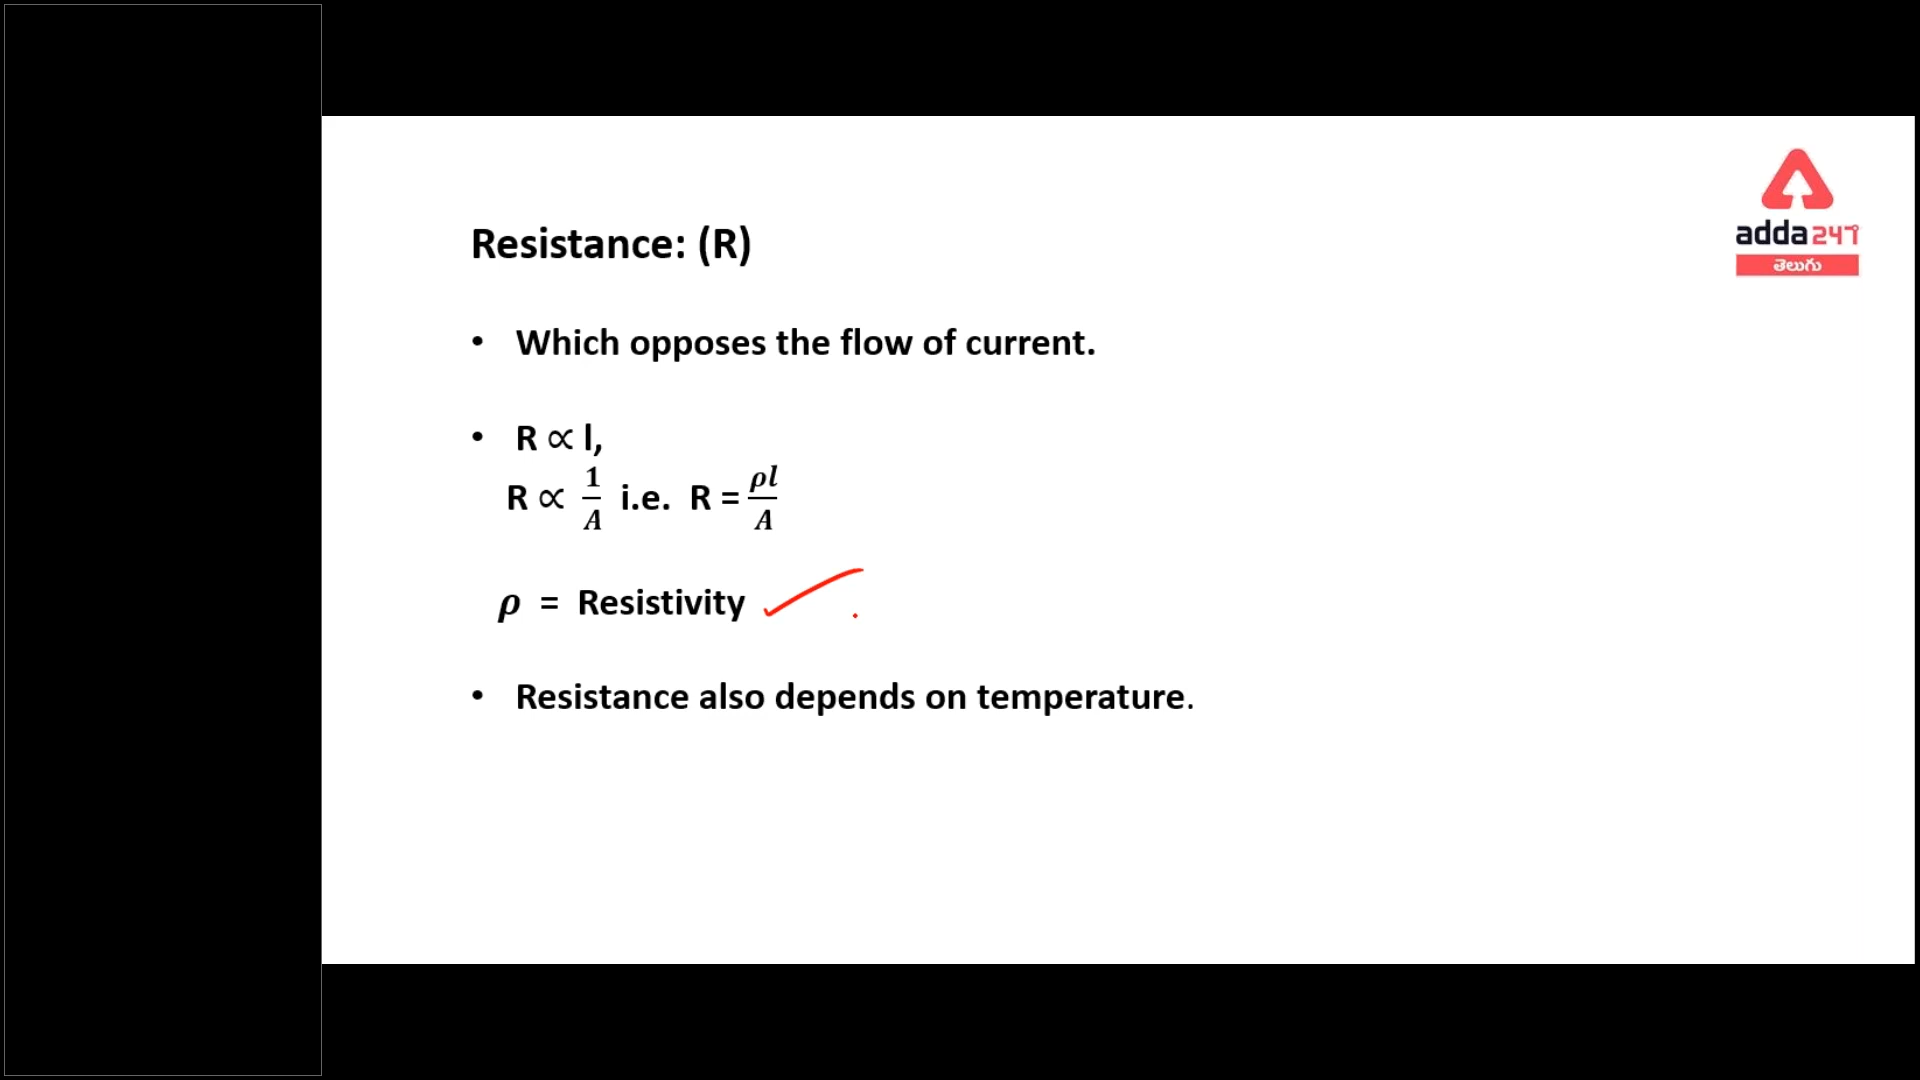 adda247
తెలుగు
Resistance: (R)
• Which opposes the flow of current.
• R ∝ l,
R ∝ 1/A i.e. R = ρl/A
ρ = Resistivity
• Resistance also depends on temperature.